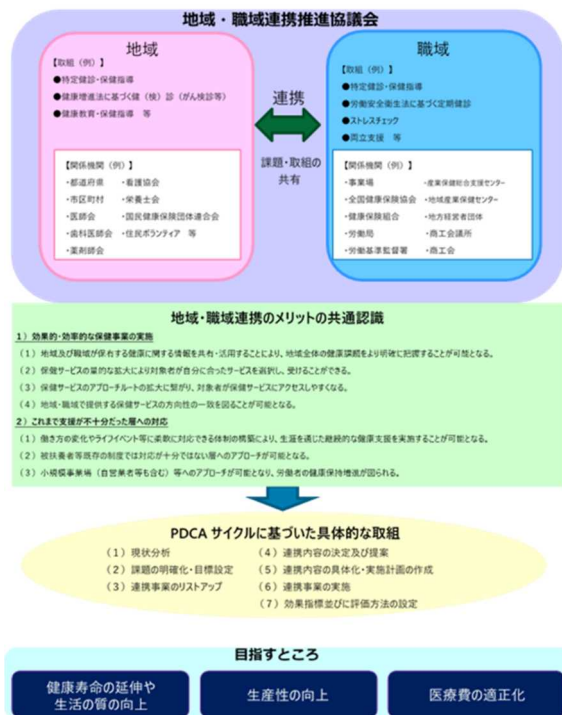 地域・職域連携推進協議会
地域
【取組（例）】
●特定健診・保健指導
●健康増進法に基づく健（検）診（がん検診等）
●健康教育・保健指導　等
【関係機関（例）】
・都道府県　・看護協会
・市区町村　・栄養士会
・医師会　・国民健康保険団体連合会
・歯科医師会　・住民ボランティア　等
・薬剤師会
連携
課題・取組の
共有
職域
【取組（例）】
●特定健診・保健指導
●労働安全衛生法に基づく定期健診
●ストレスチェック
●両立支援　等
【関係機関（例）】
・事業場　・産業保健総合支援センター
・全国健康保険協会　・地域産業保健センター
・健康保険組合　・地方経営者団体
・労働局　・商工会議所
・労働基準監督署　・商工会
地域・職域連携のメリットの共通認識
１）効果的・効率的な保健事業の実施
（１）地域及び職域が保有する健康に関する情報を共有・活用することにより、地域全体の健康課題をより明確に把握することが可能となる。
（２）保健サービスの量的な拡大により対象者が自分に合ったサービスを選択し、受けることができる。
（３）保健サービスのアプローチルートの拡大に繋がり、対象者が保健サービスにアクセスしやすくなる。
（４）地域・職域で提供する保健サービスの方向性の一致を図ることが可能となる。
２）これまで支援が不十分だった層への対応
（１）働き方の変化やライフイベント等に柔軟に対応できる体制の構築により、生涯を通じた継続的な健康支援を実施することが可能となる。
（２）被扶養者等既存の制度では対応が十分ではない層へのアプローチが可能となる。
（３）小規模事業場（自営業者等も含む）等へのアプローチが可能となり、労働者の健康保持増進が図られる。
PDCA サイクルに基づいた具体的な取組
（１）現状分析
（２）課題の明確化・目標設定
（３）連携事業のリストアップ
（４）連携内容の決定及び提案
（５）連携内容の具体化・実施計画の作成
（６）連携事業の実施
（７）効果指標並びに評価方法の設定
目指すところ
健康寿命の延伸や
生活の質の向上
生産性の向上
医療費の適正化